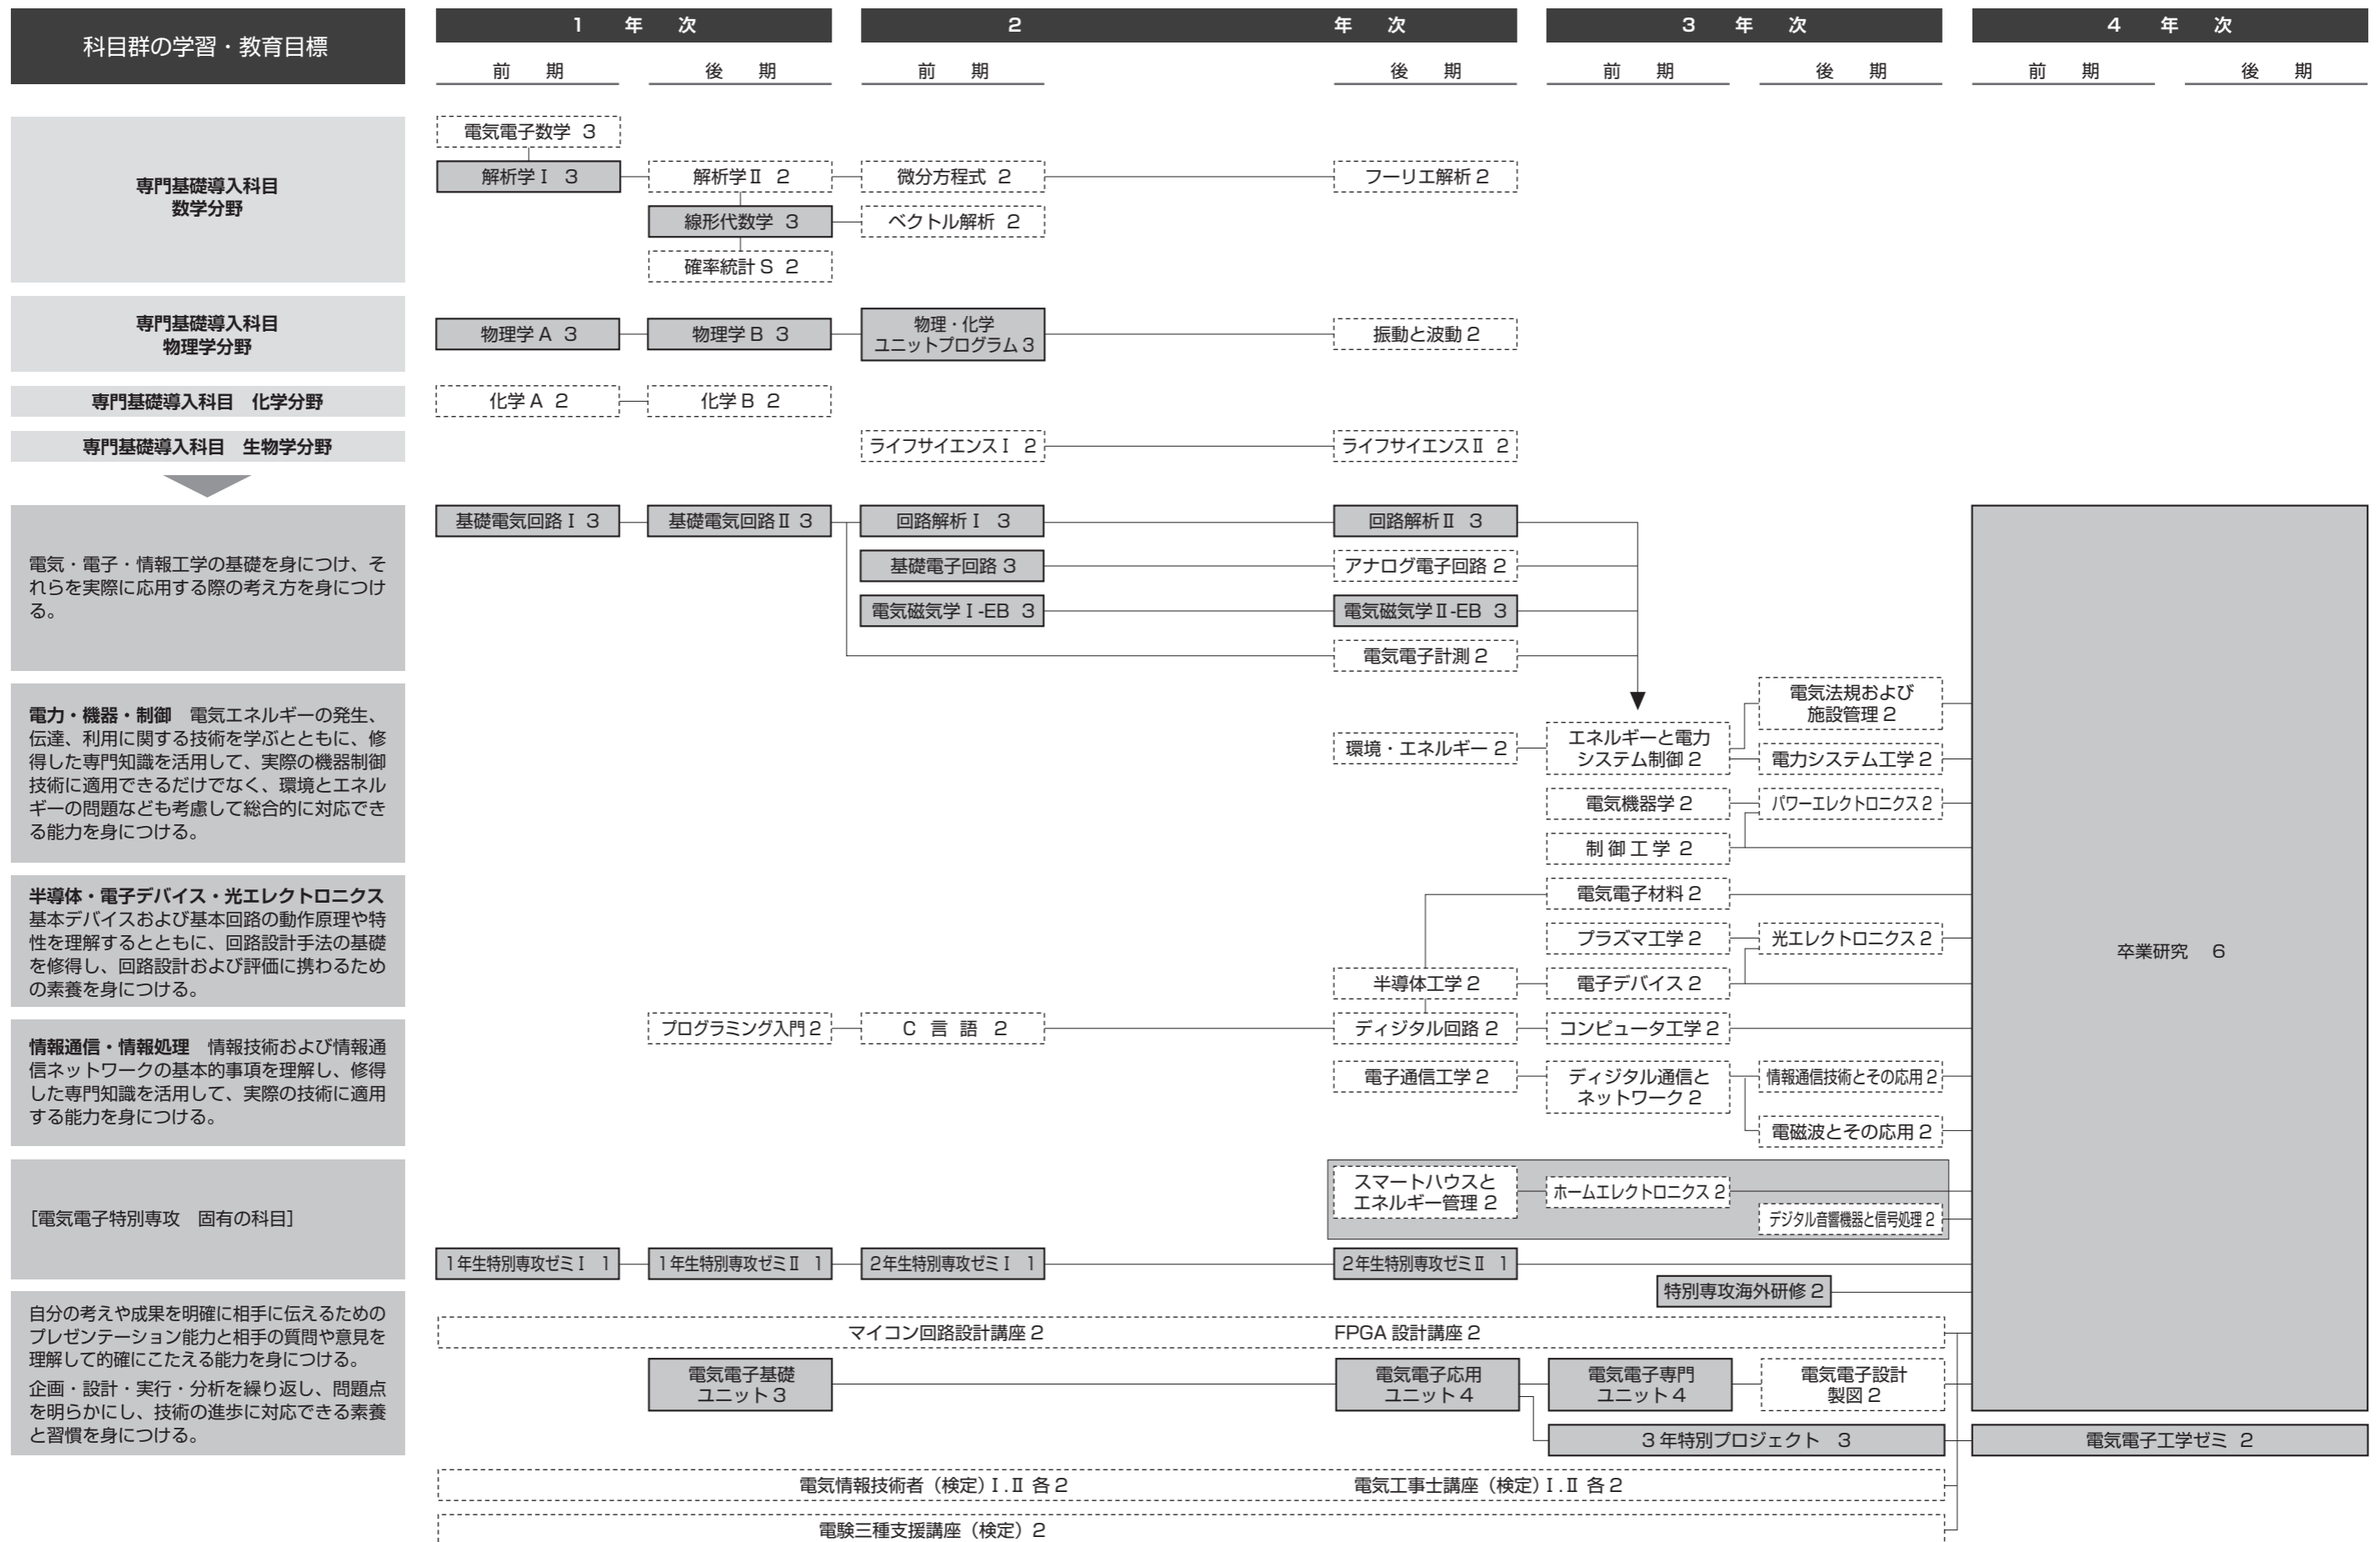 科目群の学習・教育目標
1 年 次
2 年 次
3 年 次
4 年 次
前 期
後 期
前 期
後 期
前 期
後 期
前 期
後 期
専門基礎導入科目
数学分野
電気電子数学 3
解析学Ⅰ 3
解析学Ⅱ 2
微分方程式 2
フーリエ解析 2
線形代数学 3
ベクトル解析 2
確率統計 S 2
専門基礎導入科目
物理学分野
物理学 A 3
物理学 B 3
物理・化学
ユニットプログラム 3
振動と波動 2
専門基礎導入科目 化学分野
化学 A 2
化学 B 2
専門基礎導入科目 生物学分野
ライフサイエンスⅠ 2
ライフサイエンスⅡ 2
電気・電子・情報工学の基礎を身につけ、そ
れらを実際に応用する際の考え方を身につけ
る。
基礎電気回路Ⅰ 3
基礎電気回路Ⅱ 3
回路解析Ⅰ 3
回路解析Ⅱ 3
基礎電子回路 3
アナログ電子回路 2
電気磁気学Ⅰ-EB 3
電気磁気学Ⅱ-EB 3
電気電子計測 2
電力・機器・制御 電気エネルギーの発生、
伝達、利用に関する技術を学ぶとともに、修
得した専門知識を活用して、実際の機器制御
技術に適用できるだけでなく、環境とエネル
ギーの問題なども考慮して総合的に対応でき
る能力を身につける。
環境・エネルギー 2
エネルギーと電力
システム制御 2
電気法規および
施設管理 2
電力システム工学 2
電気機器学 2
パワーエレクトロニクス 2
制 御 工 学 2
半導体・電子デバイス・光エレクトロニクス
基本デバイスおよび基本回路の動作原理や特
性を理解するとともに、回路設計手法の基礎
を修得し、回路設計および評価に携わるため
の素養を身につける。
電気電子材料 2
プラズマ工学 2
光エレクトロニクス 2
半導体工学 2
電子デバイス 2
卒業研究 6
情報通信・情報処理 情報技術および情報通
信ネットワークの基本的事項を理解し、修得
した専門知識を活用して、実際の技術に適用
する能力を身につける。
プログラミング入門 2
C 言 語 2
ディジタル回路 2
コンピュータ工学 2
電子通信工学 2
ディジタル通信と
ネットワーク 2
情報通信技術とその応用 2
電磁波とその応用 2
[電気電子特別専攻 固有の科目]
スマートハウスと
エネルギー管理 2
ホームエレクトロニクス 2
デジタル音響機器と信号処理 2
1年生特別専攻ゼミⅠ 1
1年生特別専攻ゼミⅡ 1
2年生特別専攻ゼミⅠ 1
2年生特別専攻ゼミⅡ 1
特別専攻海外研修 2
自分の考えや成果を明確に相手に伝えるための
プレゼンテーション能力と相手の質問や意見を
理解して的確にこたえる能力を身につける。
企画・設計・実行・分析を繰り返し、問題点
を明らかにし、技術の進歩に対応できる素養
と習慣を身につける。
マイコン回路設計講座 2
FPGA 設計講座 2
電気電子基礎
ユニット 3
電気電子応用
ユニット 4
電気電子専門
ユニット 4
電気電子設計
製図 2
3 年特別プロジェクト 3
電気電子工学ゼミ 2
電気情報技術者（検定）Ⅰ.Ⅱ 各 2
電気工事士講座（検定）Ⅰ.Ⅱ 各 2
電験三種支援講座（検定）2